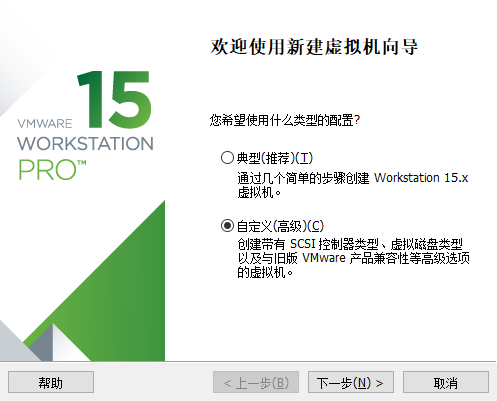 欢迎使用新建虚拟机向导
15
VMWARE
WORKSTATION
PRO™
您希望使用什么类型的配置?
典型(推荐)(T)
通过几个简单的步骤创建 Workstation 15.x
虚拟机。
自定义(高级)(C)
创建带有 SCSI 控制器类型、虚拟磁盘类型
以及与旧版 VMware 产品兼容性等高级选项
的虚拟机。
帮助
< 上一步(B)
下一步(N) >
取消